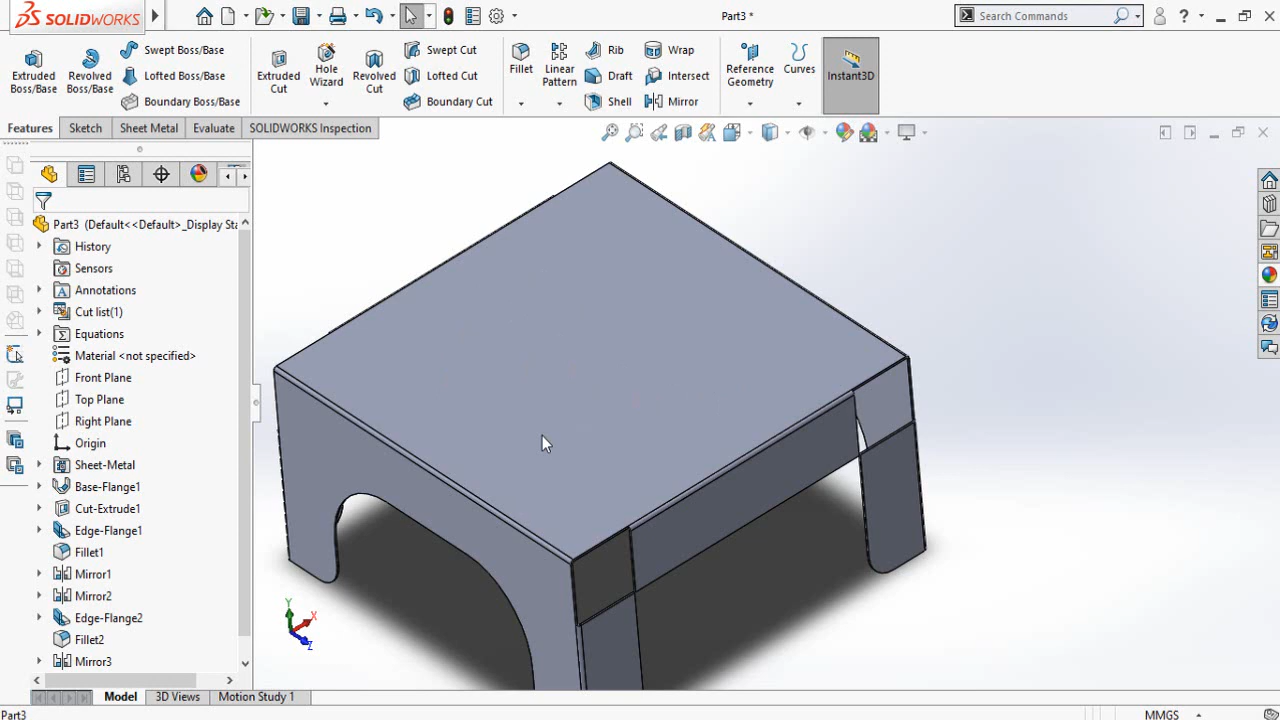 SOLIDWORKS
Part3 *
Search Commands
?
Extruded Boss/Base
Revolved Boss/Base
Swept Boss/Base
Lofted Boss/Base
Boundary Boss/Base
Extruded Cut
Hole Wizard
Revolved Cut
Swept Cut
Lofted Cut
Boundary Cut
Fillet
Linear Pattern
Rib
Draft
Shell
Wrap
Intersect
Mirror
Reference Geometry
Curves
Instant3D
Features
Sketch
Sheet Metal
Evaluate
SOLIDWORKS Inspection
Part3 (Default<<Default>_Display Sta
History
Sensors
Annotations
Cut list(1)
Equations
Material <not specified>
Front Plane
Top Plane
Right Plane
Origin
Sheet-Metal
Base-Flange1
Cut-Extrude1
Edge-Flange1
Fillet1
Mirror1
Mirror2
Edge-Flange2
Fillet2
Mirror3
Y
X
Z
Model
3D Views
Motion Study 1
Part3
MMGS